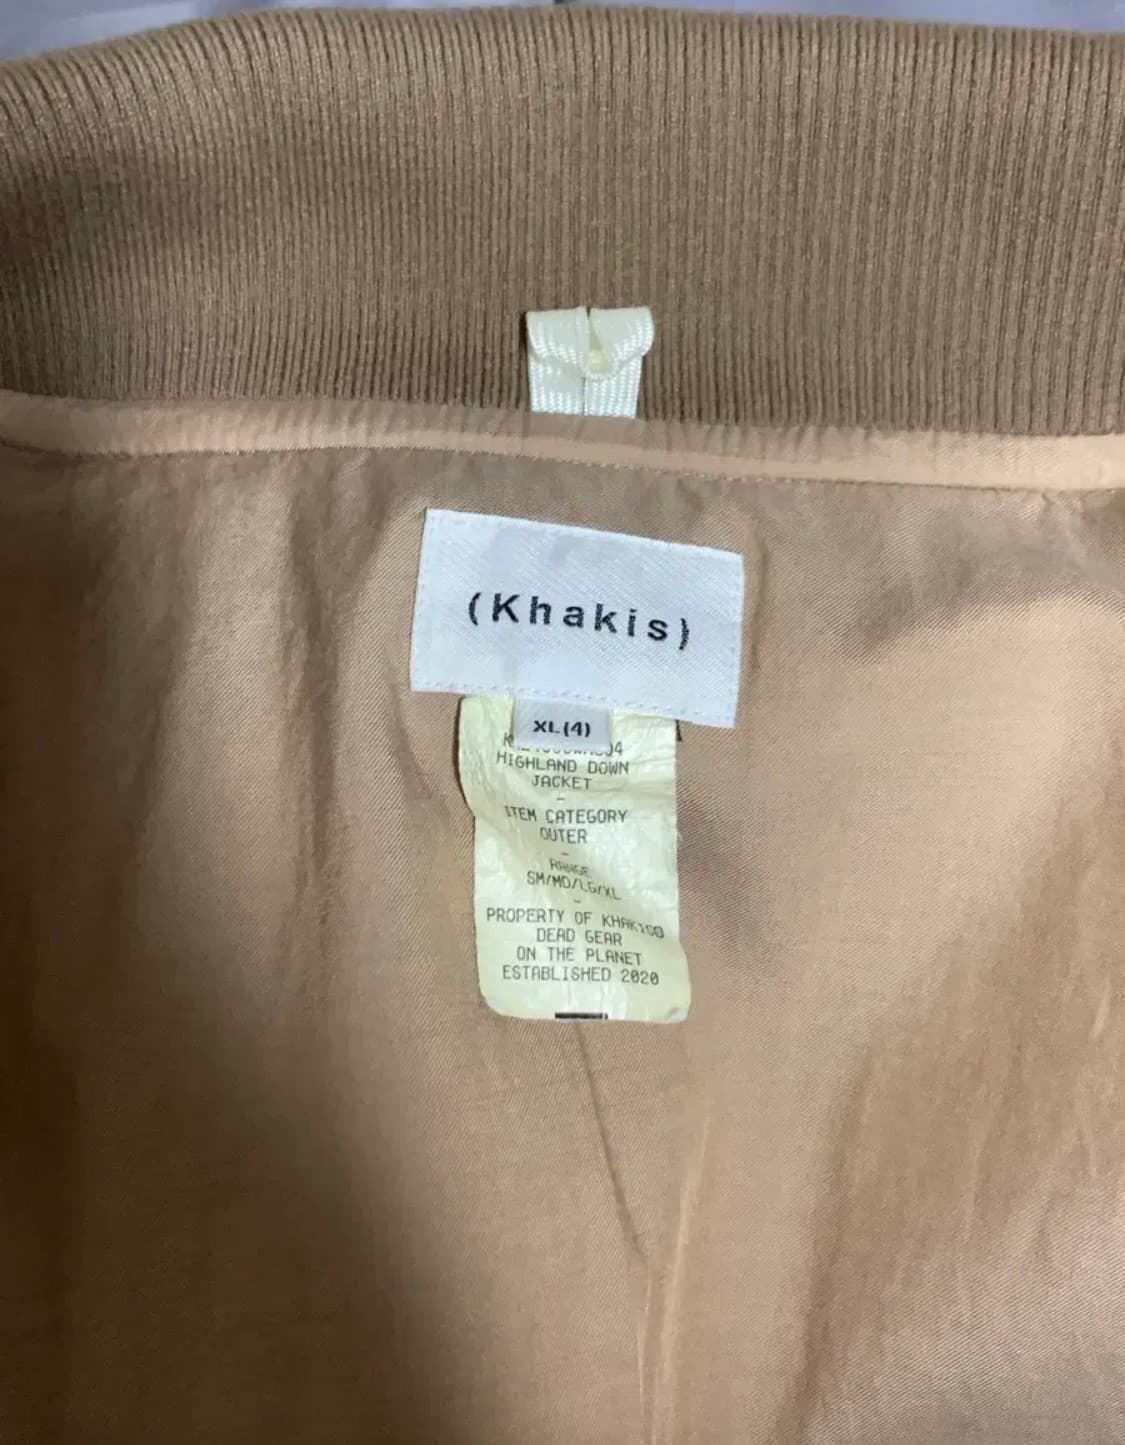 (Khakis)
XL(4)
HIGHLAND DOWN
JACKET
-
ITEM CATEGORY
OUTER
-
RANGE
SM/MD/LG/XL
-
PROPERTY OF KHAKIS®
DEAD GEAR
ON THE PLANET
ESTABLISHED 2020